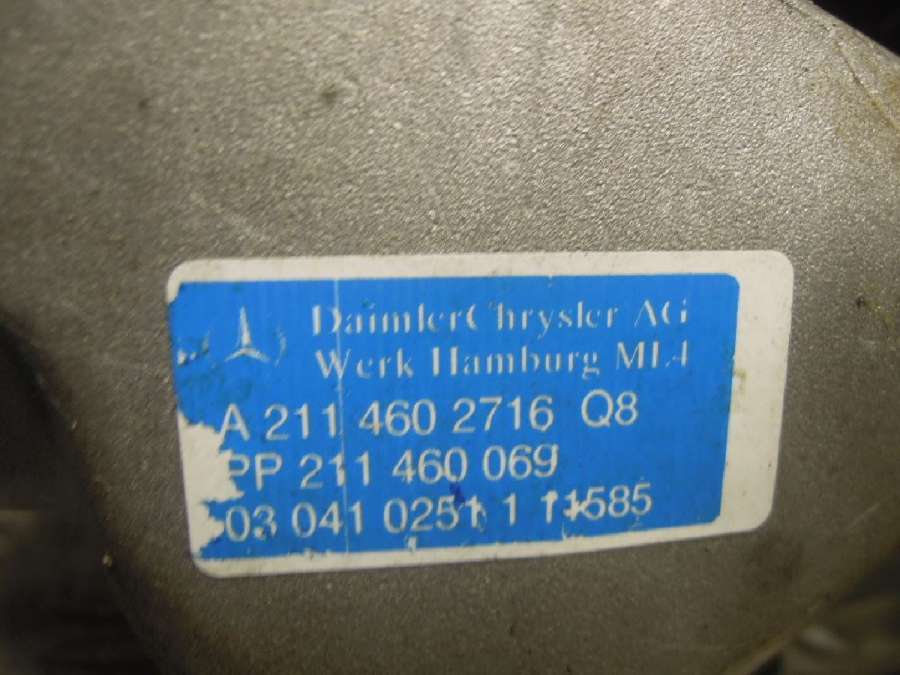 DaimlerChrysler AG
Werk Hamburg ML4
A 211 460 2716 Q8
PP 211 460 069
03 041 0251 1 11585